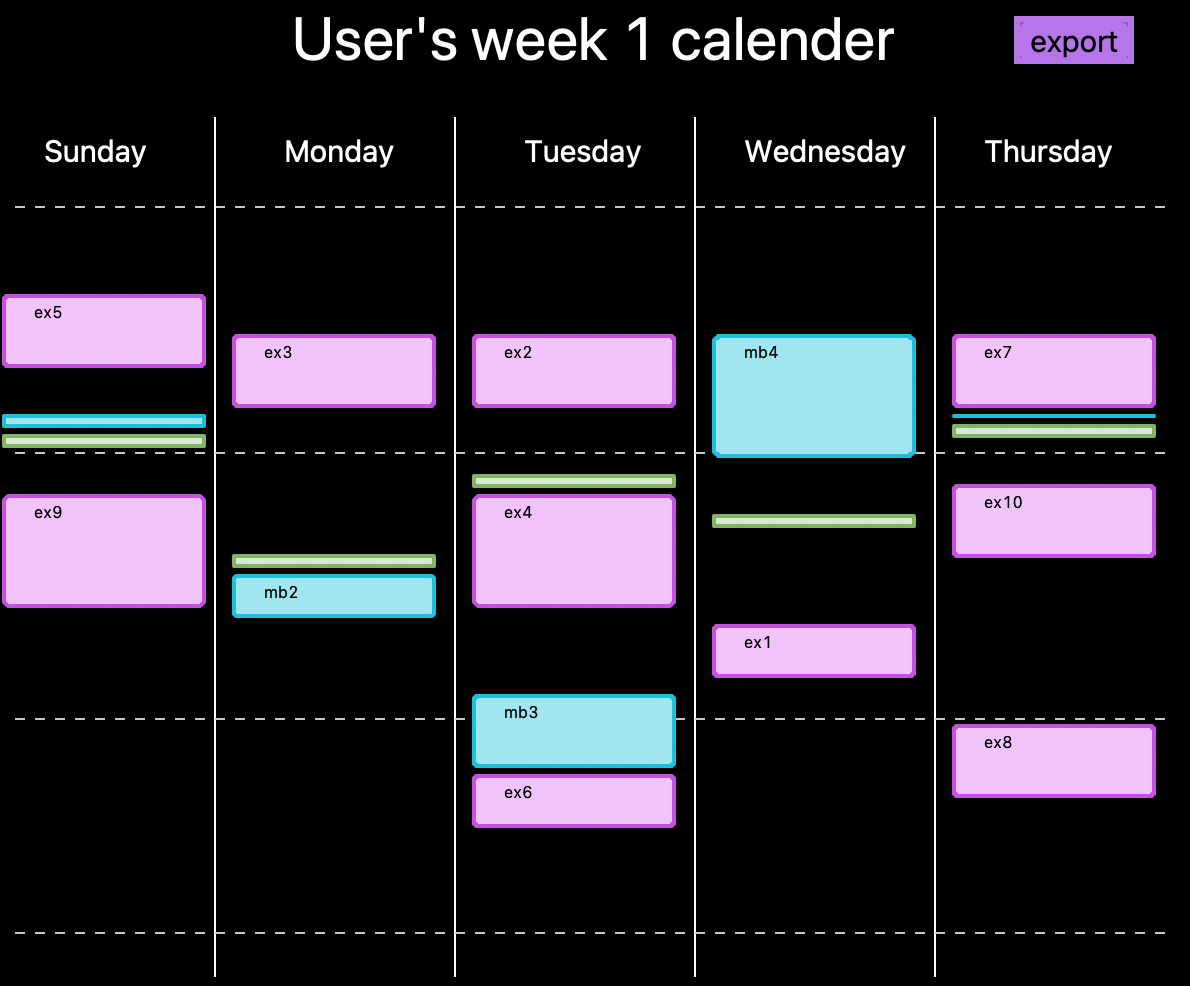 User's week 1 calender
export
Sunday
Monday
Tuesday
Wednesday
Thursday
ex5
ex9
ex3
mb2
ex2
ex4
mb3
ex6
mb4
ex1
ex7
ex10
ex8